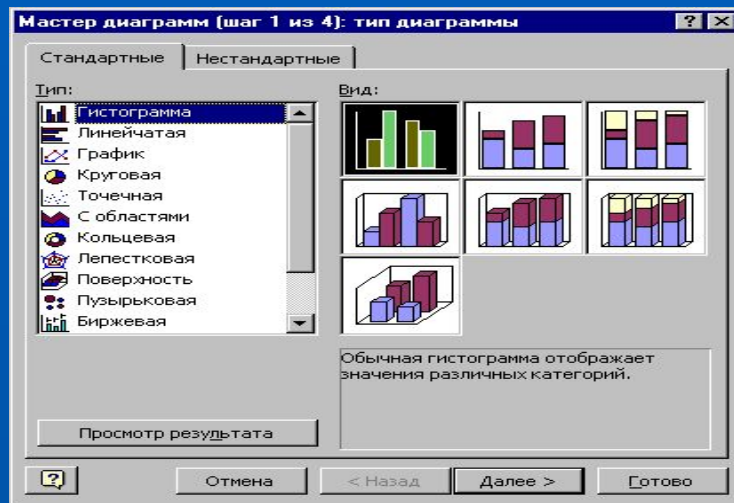 Мастер диаграмм (шаг 1 из 4): тип диаграммы
Стандартные
Нестандартные
Тип:
Гистограмма
Линейчатая
График
Круговая
Точечная
С областями
Кольцевая
Лепестковая
Поверхность
Пузырьковая
Биржевая
Вид:
Обычная гистограмма отображает
значения различных категорий.
Просмотр результата
Отмена
< Назад
Далее >
Готово